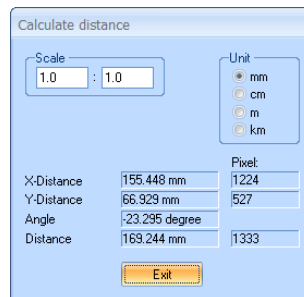 Calculate distance
Scale
1.0 : 1.0
Unit
mm
cm
m
km
Pixel:
X-Distance 155.448 mm 1224
Y-Distance 66.929 mm 527
Angle -23.295 degree
Distance 169.244 mm 1333
Exit